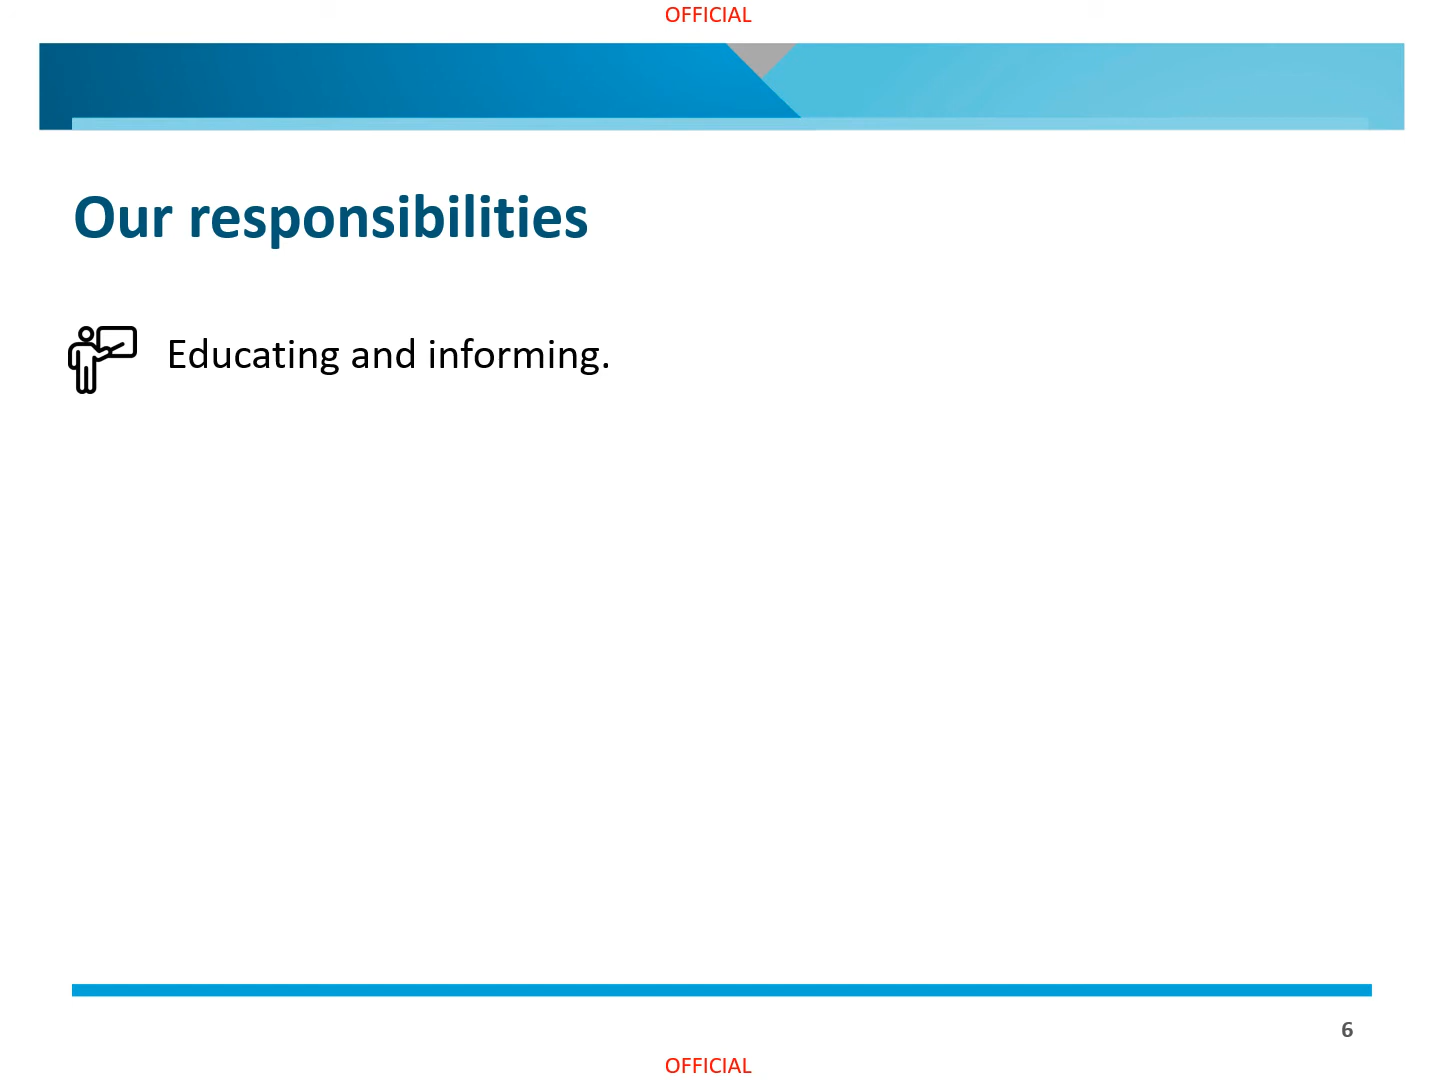 OFFICIAL
Our responsibilities
Educating and informing.
6
OFFICIAL